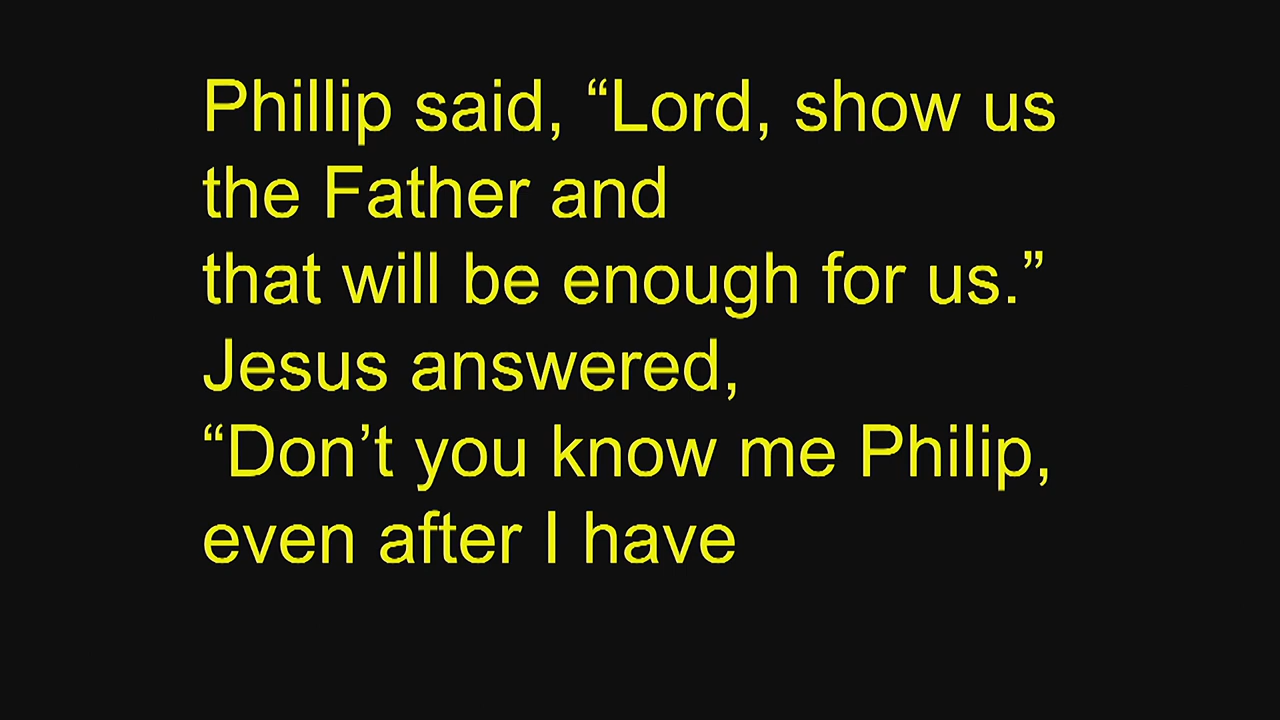 Phillip said, “Lord, show us
the Father and
that will be enough for us.”
Jesus answered,
“Don’t you know me Philip,
even after I have